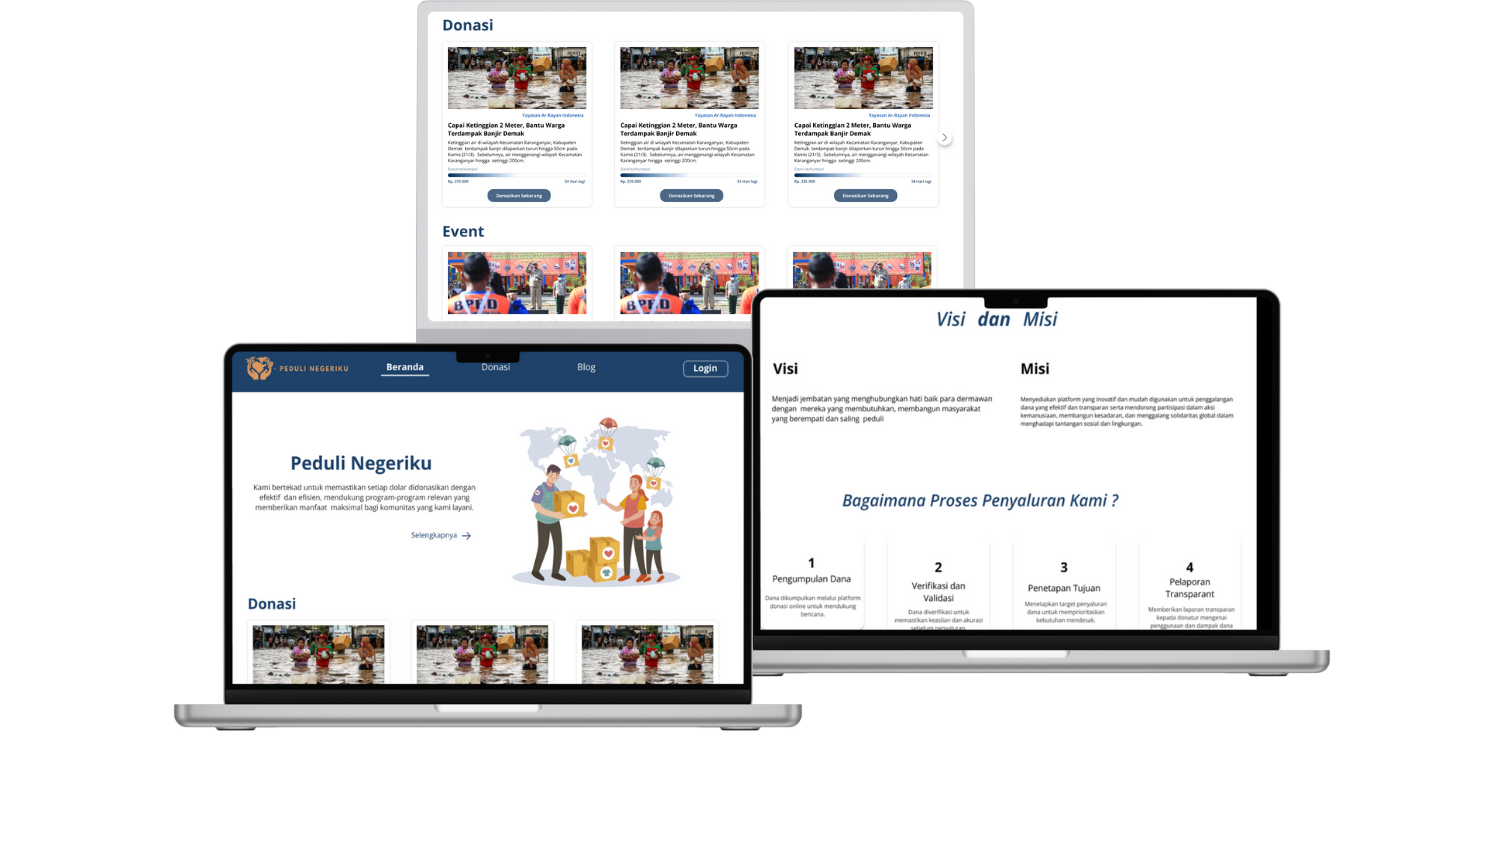 Donasi
Yayasan Ar-Rayan Indonesia
Capai Ketinggian 2 Meter, Bantu Warga
Terdampak Banjir Demak
Ketinggian air di wilayah Kecamatan Karanganyar, Kabupaten
Demak terdampak banjir dilaporkan turun hingga 50cm pada
Kamis (21/3). Sebelumnya, air menggenangi wilayah Kecamatan
Karanganyar hingga setinggi 200cm.
Dana terkumpul
Rp. 235.000
Hari lagi
Donasikan Sekarang
Yayasan Ar-Rayan Indonesia
Capai Ketinggian 2 Meter, Bantu Warga
Terdampak Banjir Demak
Ketinggian air di wilayah Kecamatan Karanganyar, Kabupaten
Demak terdampak banjir dilaporkan turun hingga 50cm pada
Kamis (21/3). Sebelumnya, air menggenangi wilayah Kecamatan
Karanganyar hingga setinggi 200cm.
Dana terkumpul
Rp. 235.000
Hari lagi
Donasikan Sekarang
Yayasan Ar-Rayan Indonesia
Capai Ketinggian 2 Meter, Bantu Warga
Terdampak Banjir Demak
Ketinggian air di wilayah Kecamatan Karanganyar, Kabupaten
Demak terdampak banjir dilaporkan turun hingga 50cm pada
Kamis (21/3). Sebelumnya, air menggenangi wilayah Kecamatan
Karanganyar hingga setinggi 200cm.
Dana terkumpul
Rp. 235.000
Hari lagi
Donasikan Sekarang
Event
PEDULI NEGERIKU
Beranda
Donasi
Blog
Login
Peduli Negeriku
Kami bertekad untuk memastikan setiap dolar didonasikan dengan
efektif dan efisien, mendukung program-program relevan yang
memberikan manfaat maksimal bagi komunitas yang kami layani.
Selengkapnya
Donasi
Visi dan Misi
Visi
Menjadi jembatan yang menghubungkan hati baik para dermawan
dengan mereka yang membutuhkan, membangun masyarakat
yang berempati dan saling peduli
Misi
Menyediakan platform yang inovatif dan mudah digunakan untuk penggalangan
dana yang efektif dan transparan serta mendorong partisipasi dalam aksi
kemanusiaan, membangun kesadaran, dan menggalang solidaritas global dalam
menghadapi tantangan sosial dan lingkungan.
Bagaimana Proses Penyaluran Kami ?
1
Pengumpulan Dana
Dana dikumpulkan melalui platform
donasi online untuk mendukung
bencana.
2
Verifikasi dan
Validasi
Dana diverifikasi untuk
memastikan keaslian dan akurasi
sebelum penyaluran.
3
Penetapan Tujuan
Menetapkan target penyaluran
dana untuk memprioritaskan
kebutuhan mendesak.
4
Pelaporan
Transparant
Memberikan laporan transparan
kepada donatur mengenai
penggunaan dan dampak dana